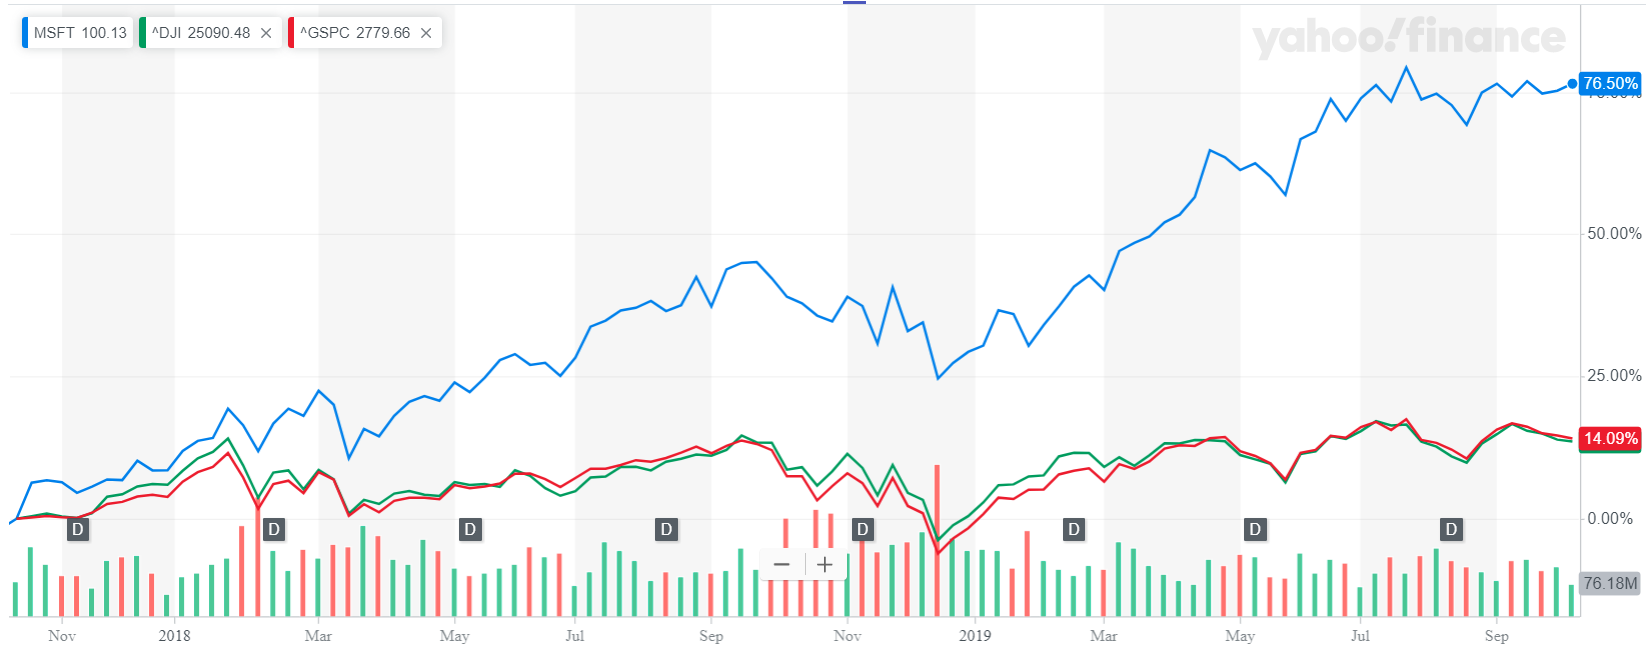 MSFT 100.13 ^DJI 25090.48 × ^GSPC 2779.66 ×
yahoo!finance
76.50%
50.00%
25.00%
14.09%
0.00%
D D D D D D D D
76.18M
Nov 2018 Mar May Jul Sep Nov 2019 Mar May Jul Sep